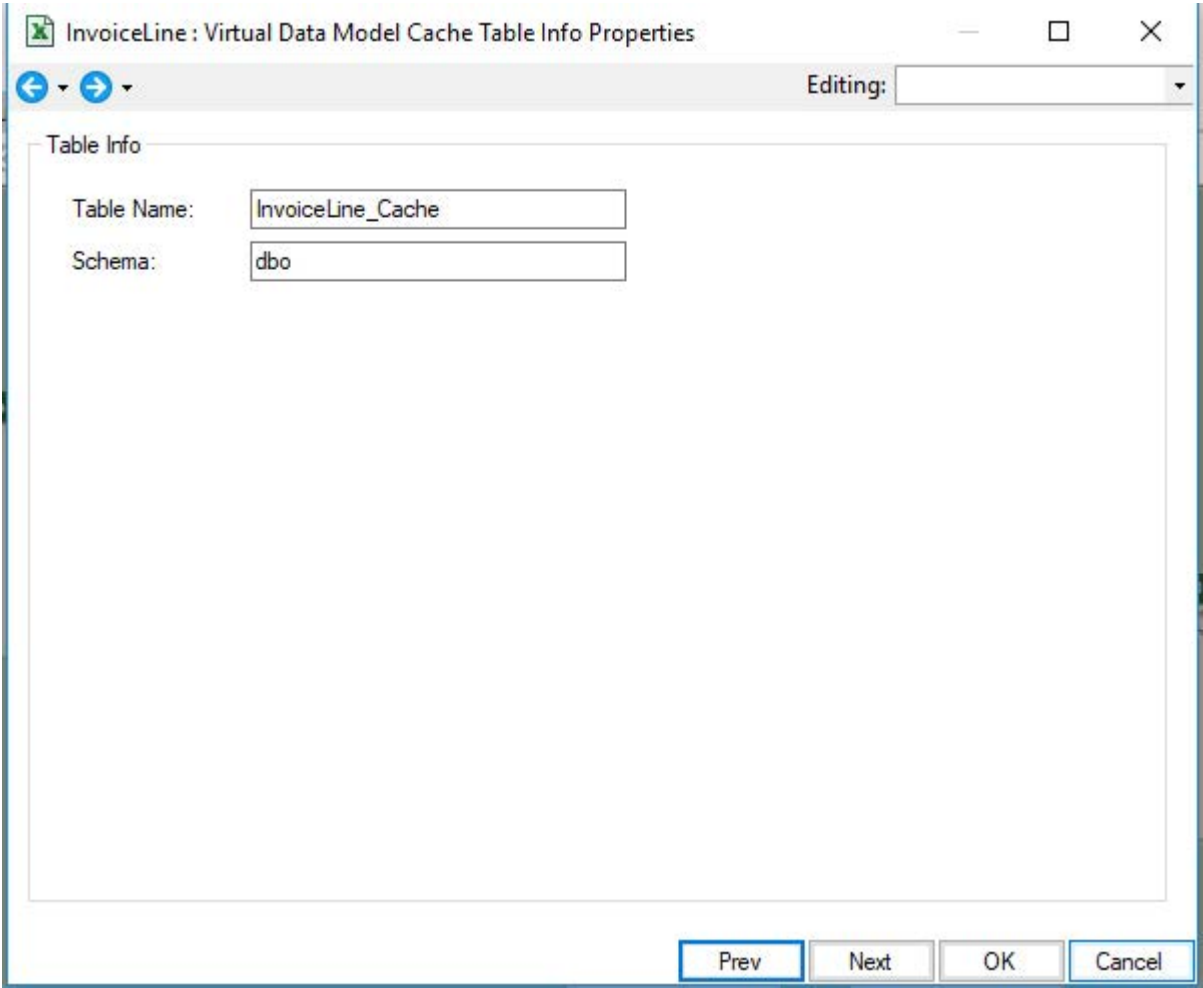 InvoiceLine : Virtual Data Model Cache Table Info Properties
Editing:
Table Info
Table Name: InvoiceLine_Cache
Schema: dbo
Prev Next OK Cancel